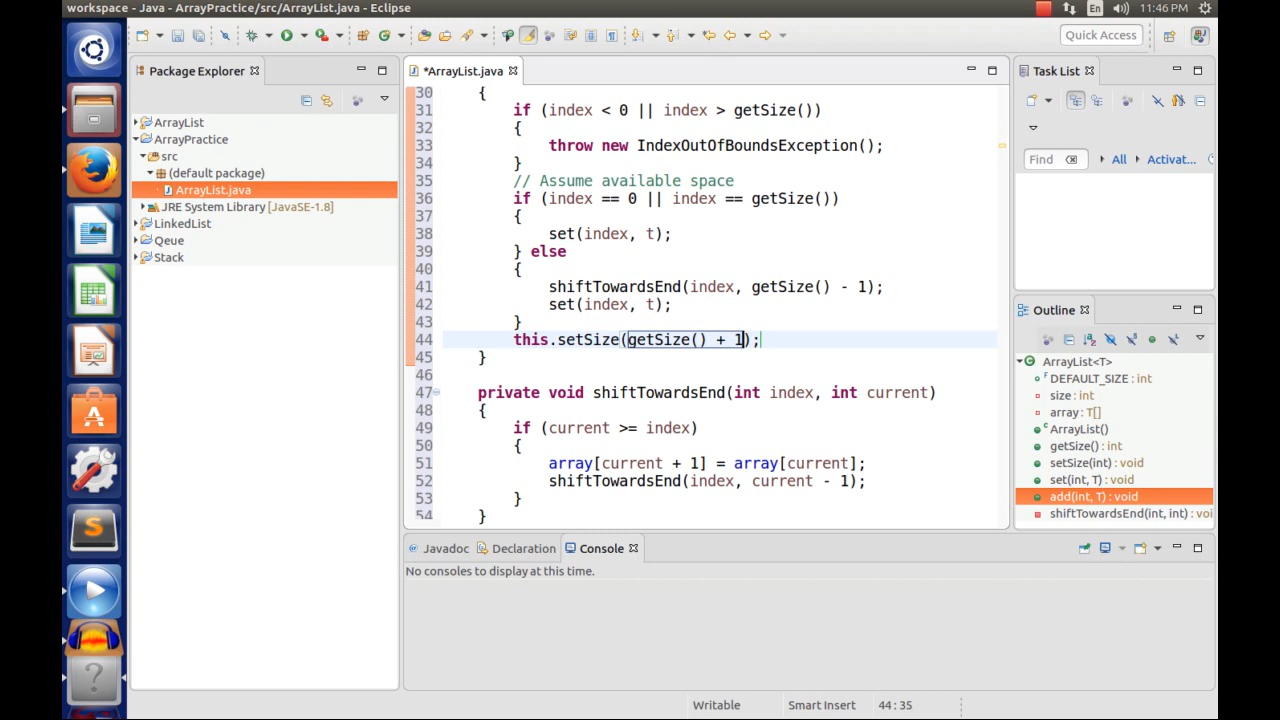 workspace - Java - ArrayPractice/src/ArrayList.java - Eclipse
En
11:46 PM
Quick Access
Package Explorer
ArrayList
ArrayPractice
src
(default package)
ArrayList.java
JRE System Library [JavaSE-1.8]
LinkedList
Qeue
Stack
*ArrayList.java
30 {
31 if (index < 0 || index > getSize())
32 {
33 throw new IndexOutOfBoundsException();
34 }
35 // Assume available space
36 if (index == 0 || index == getSize())
37 {
38 set(index, t);
39 } else
40 {
41 shiftTowardsEnd(index, getSize() - 1);
42 set(index, t);
43 }
44 this.setSize(getSize() + 1);
45 }
46
47 private void shiftTowardsEnd(int index, int current)
48 {
49 if (current >= index)
50 {
51 array[current + 1] = array[current];
52 shiftTowardsEnd(index, current - 1);
53 }
54 }
Task List
Find
All
Activat...
Outline
ArrayList<T>
DEFAULT_SIZE : int
size : int
array : T[]
ArrayList()
getSize() : int
setSize(int) : void
set(int, T) : void
add(int, T) : void
shiftTowardsEnd(int, int) : voi
@ Javadoc
Declaration
Console
No consoles to display at this time.
Writable
Smart Insert
44 : 35